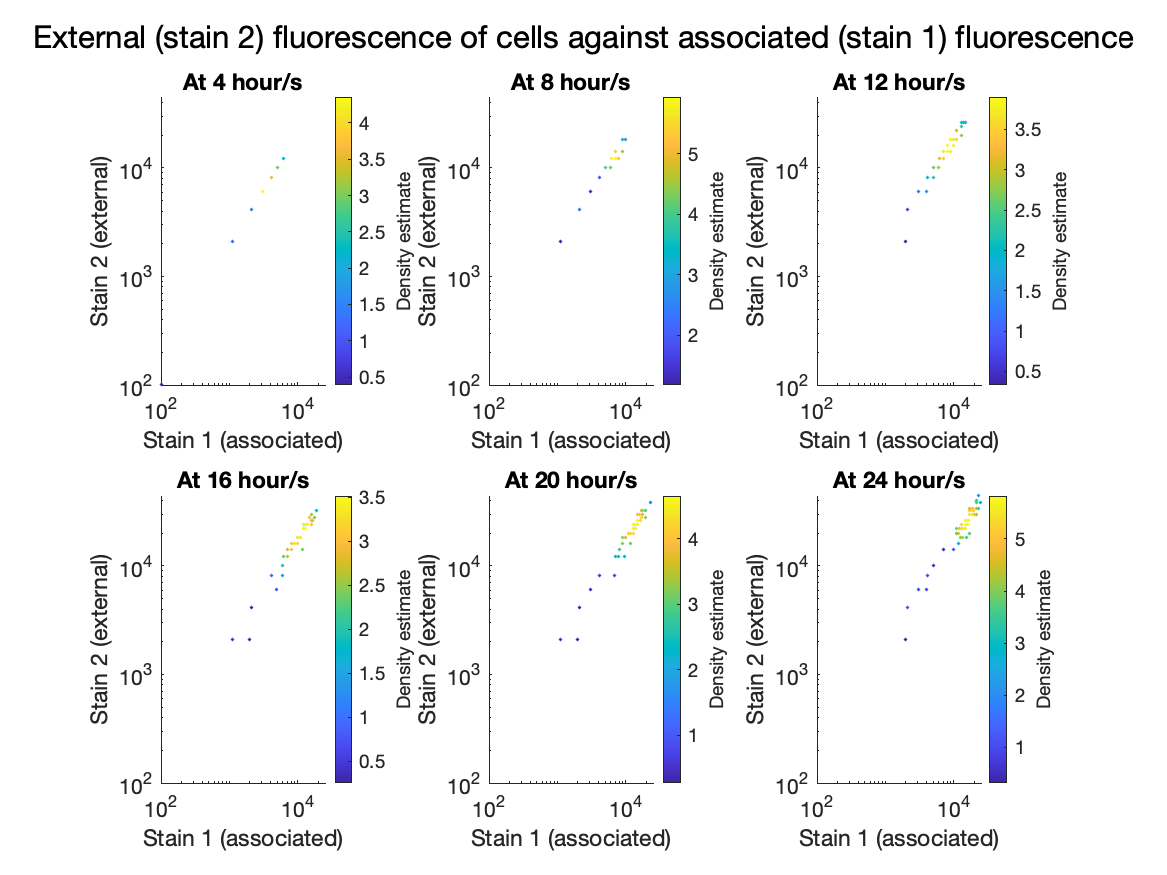 External (stain 2) fluorescence of cells against associated (stain 1) fluorescence
At 4 hour/s
At 8 hour/s
At 12 hour/s
Stain 2 (external)
10^4
10^3
10^2
10^2
10^4
Stain 1 (associated)
4
3.5
3
2.5
2
1.5
1
0.5
Density estimate
Stain 2 (external)
10^4
10^3
10^2
10^2
10^4
Stain 1 (associated)
5
4
3
2
Density estimate
Stain 2 (external)
10^4
10^3
10^2
10^2
10^4
Stain 1 (associated)
3.5
3
2.5
2
1.5
1
0.5
Density estimate
At 16 hour/s
At 20 hour/s
At 24 hour/s
Stain 2 (external)
10^4
10^3
10^2
10^2
10^4
Stain 1 (associated)
3.5
3
2.5
2
1.5
1
0.5
Density estimate
Stain 2 (external)
10^4
10^3
10^2
10^2
10^4
Stain 1 (associated)
4
3
2
1
Density estimate
Stain 2 (external)
10^4
10^3
10^2
10^2
10^4
Stain 1 (associated)
5
4
3
2
1
Density estimate